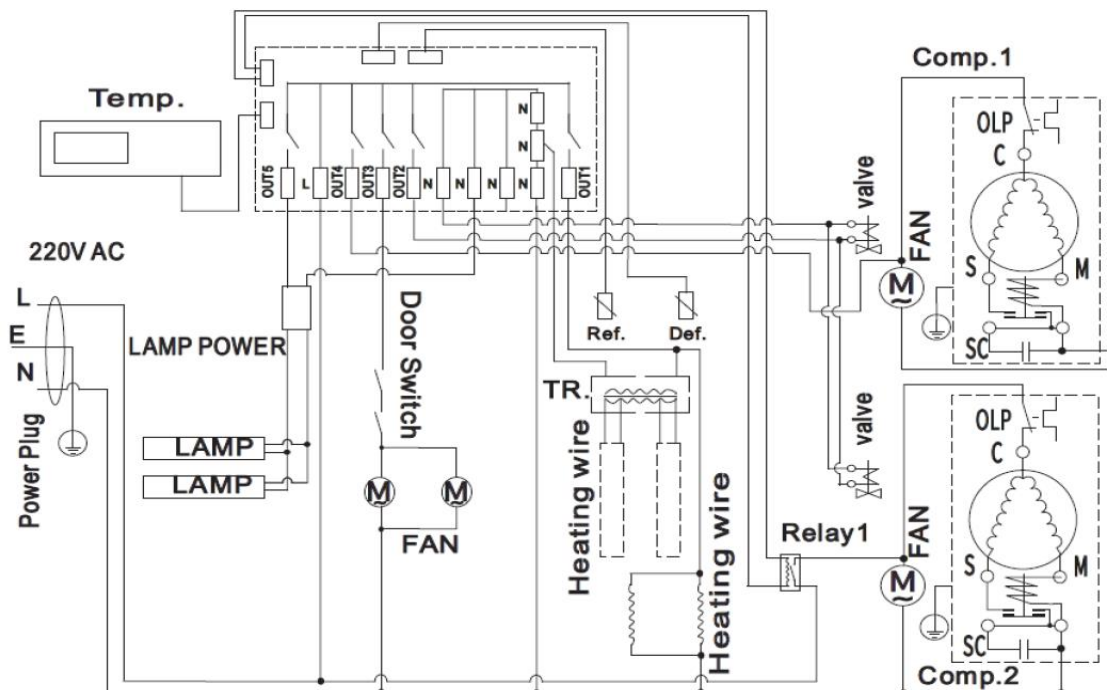 Temp.
220V AC
L
E
N
Power Plug
LAMP POWER
LAMP
LAMP
OUT5
L
OUT4
OUT3
OUT2
N
N
N
N
N
N
OUT1
Door Switch
M
~
M
~
FAN
Ref.
Def.
TR.
Heating wire
Heating wire
Relay1
valve
valve
Comp.1
OLP
C
S
M
SC
FAN
M
~
OLP
C
S
M
SC
FAN
M
~
Comp.2